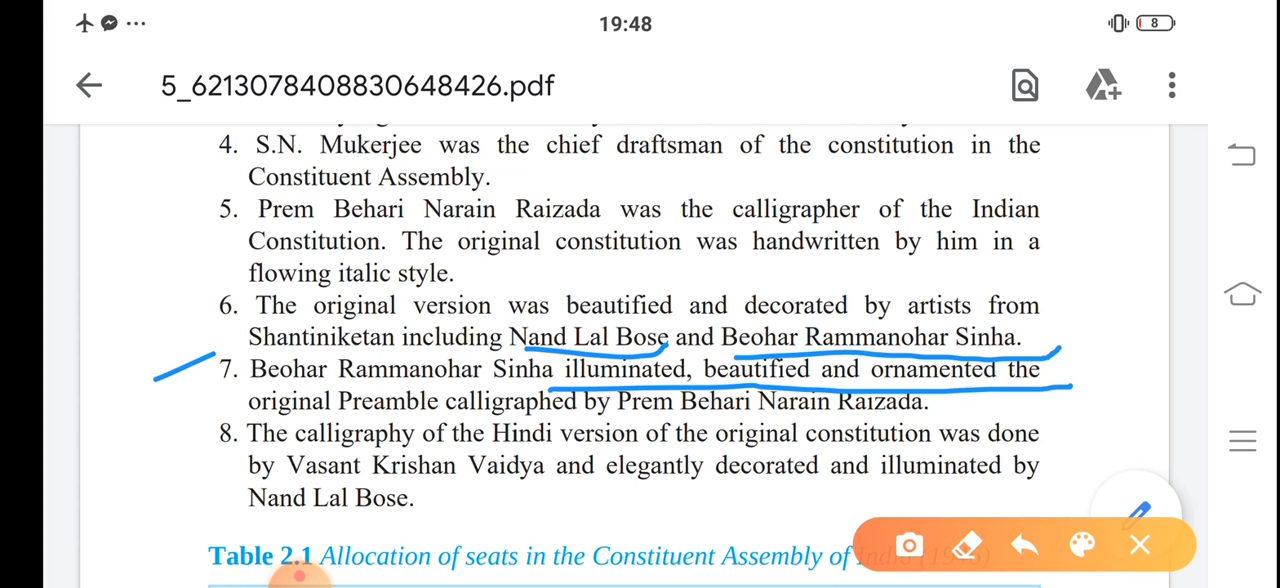 19:48
8
5_6213078408830648426.pdf
4. S.N. Mukerjee was the chief draftsman of the constitution in the
Constituent Assembly.
5. Prem Behari Narain Raizada was the calligrapher of the Indian
Constitution. The original constitution was handwritten by him in a
flowing italic style.
6. The original version was beautified and decorated by artists from
Shantiniketan including Nand Lal Bose and Beohar Rammanohar Sinha.
7. Beohar Rammanohar Sinha illuminated, beautified and ornamented the
original Preamble calligraphed by Prem Behari Narain Raizada.
8. The calligraphy of the Hindi version of the original constitution was done
by Vasant Krishan Vaidya and elegantly decorated and illuminated by
Nand Lal Bose.
Table 2.1 Allocation of seats in the Constituent Assembly of